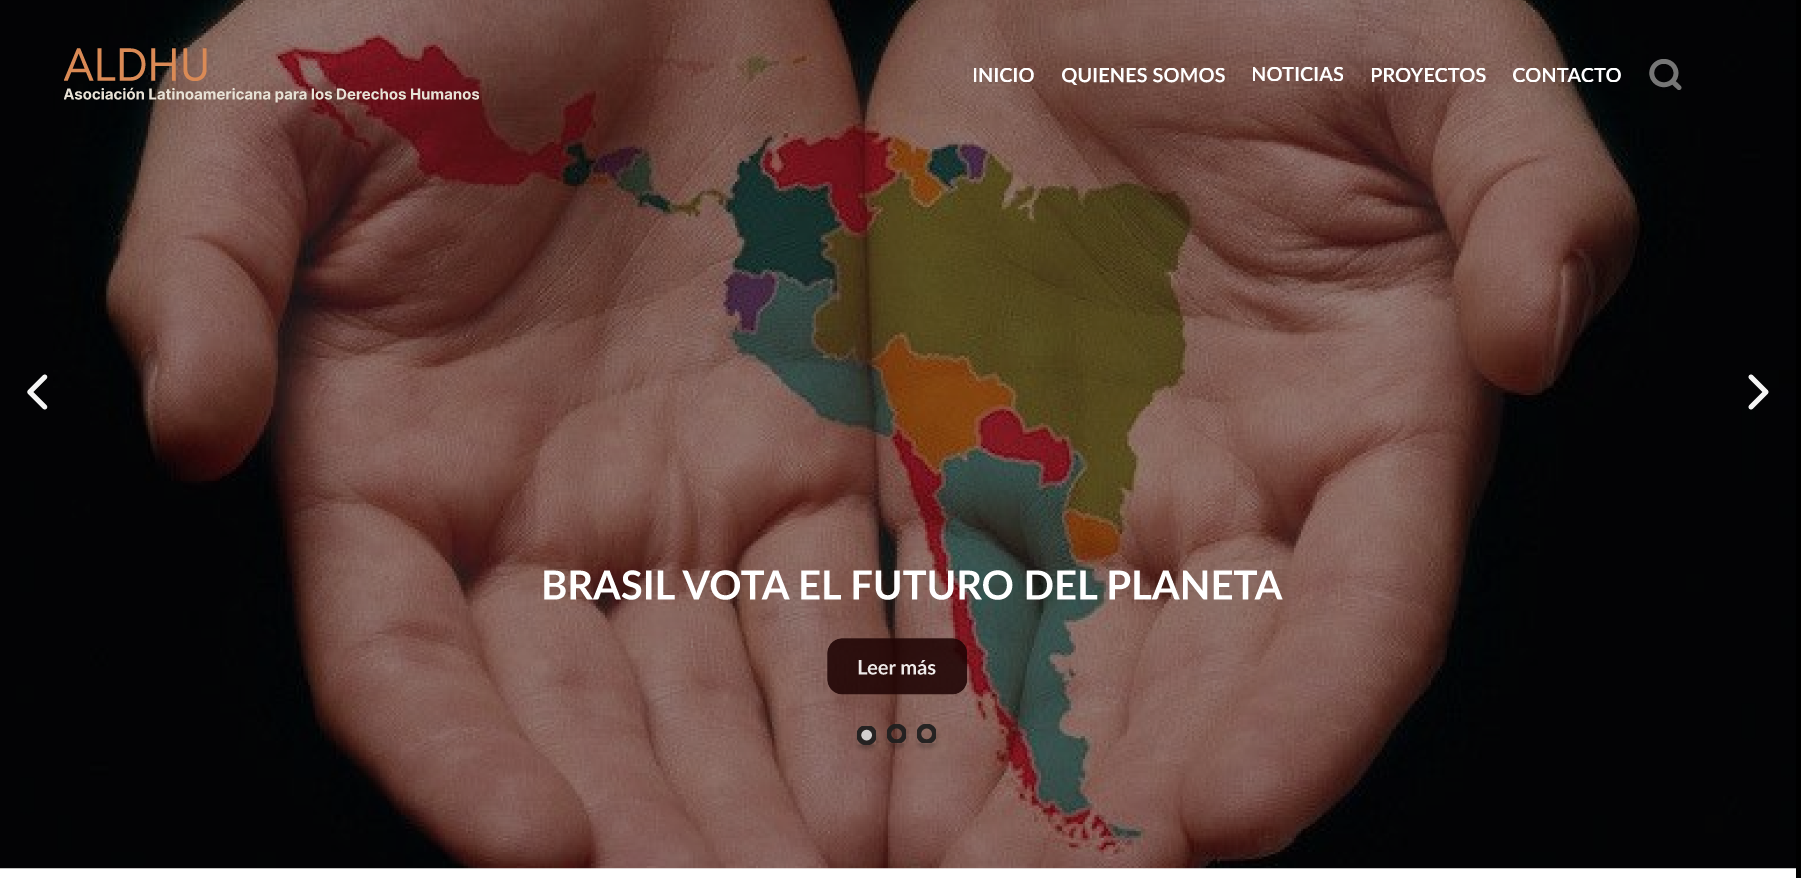 ALDHU
Asociación Latinoamericana para los Derechos Humanos
INICIO QUIENES SOMOS NOTICIAS PROYECTOS CONTACTO
BRASIL VOTA EL FUTURO DEL PLANETA
Leer más